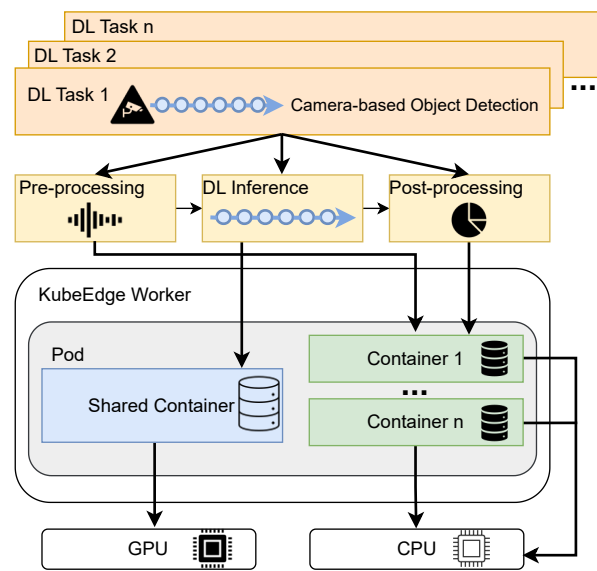 DL Task n
DL Task 2
...
DL Task 1
Camera-based Object Detection
Pre-processing
DL Inference
Post-processing
KubeEdge Worker
Pod
Container 1
...
Shared Container
Container n
GPU
CPU